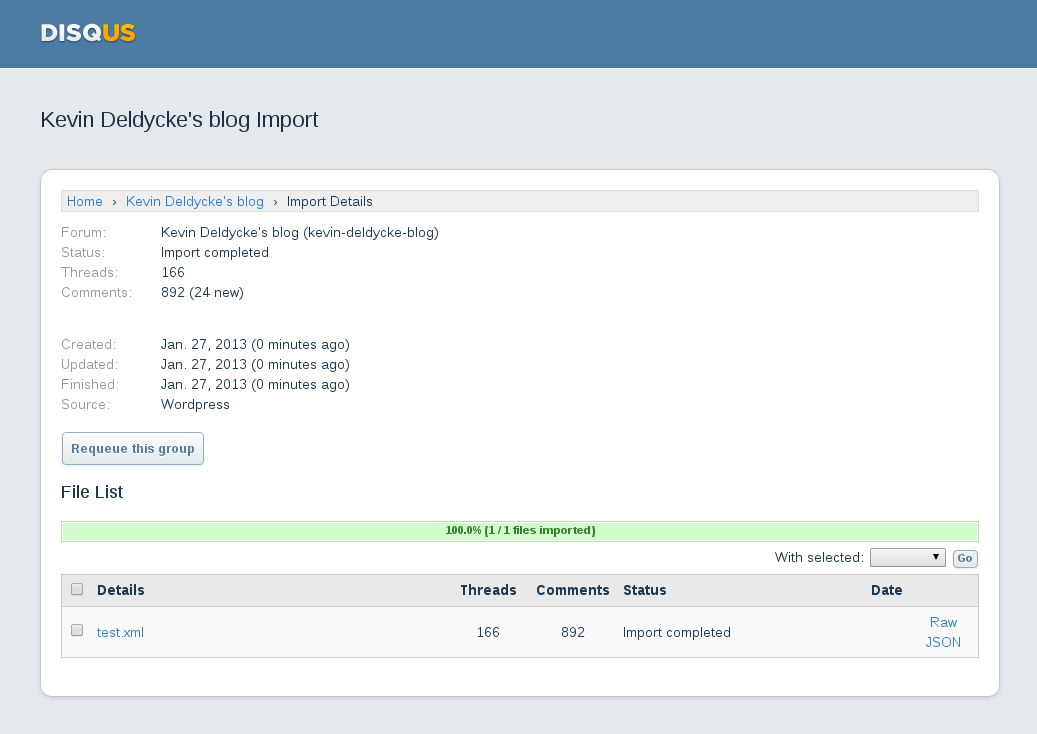 DISQUS
Kevin Deldycke's blog Import
Home › Kevin Deldycke's blog › Import Details
Forum: Kevin Deldycke's blog (kevin-deldycke-blog)
Status: Import completed
Threads: 166
Comments: 892 (24 new)
Created: Jan. 27, 2013 (0 minutes ago)
Updated: Jan. 27, 2013 (0 minutes ago)
Finished: Jan. 27, 2013 (0 minutes ago)
Source: Wordpress
Requeue this group
File List
100.0% (1 / 1 files imported)
With selected: Go
Details Threads Comments Status Date
test.xml 166 892 Import completed Raw
JSON